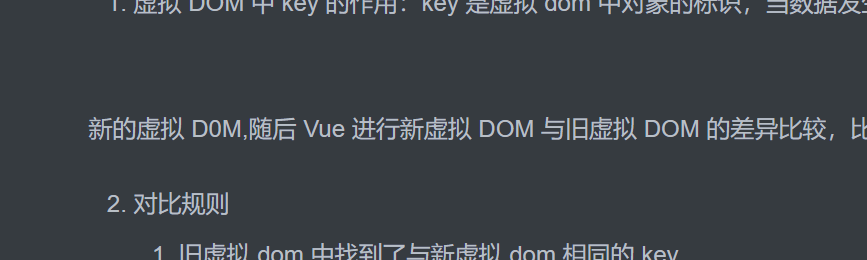 1. 虚拟 DOM 中 key 的作用：key 是虚拟 dom 中对象的标识，当数据发
新的虚拟 D0M,随后 Vue 进行新虚拟 DOM 与旧虚拟 DOM 的差异比较，比
2. 对比规则
1. 旧虚拟 dom 中找到了与新虚拟 dom 相同的 key